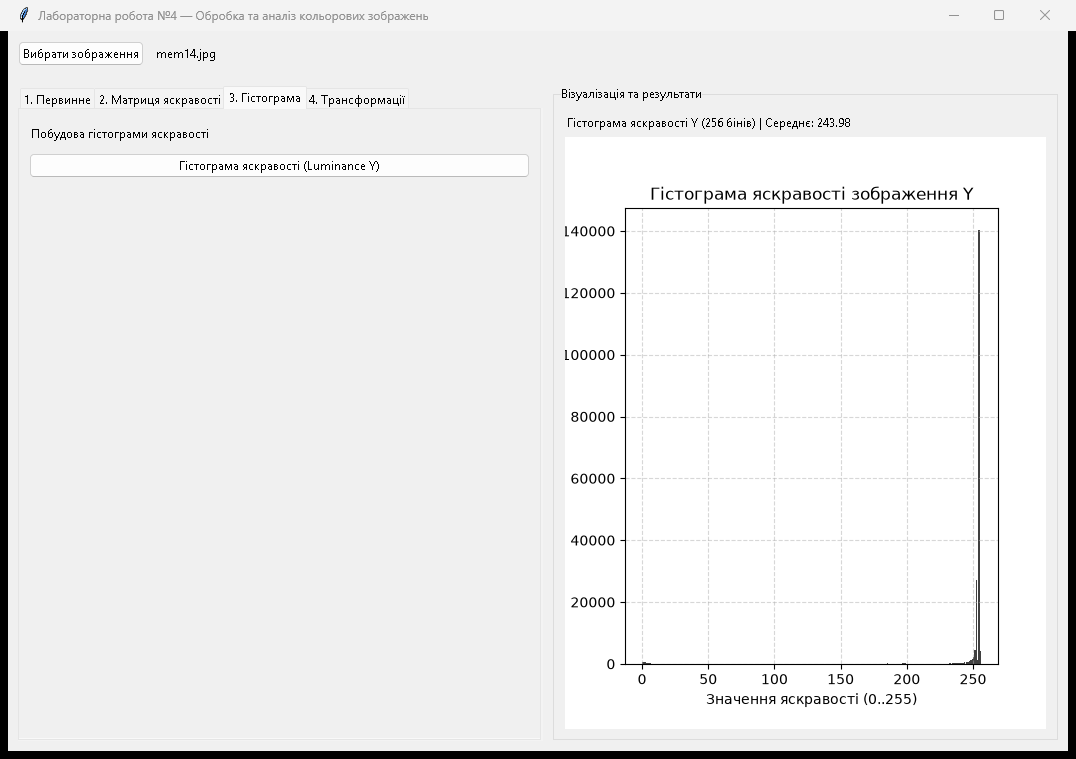 Лабораторна робота №4 — Обробка та аналіз кольорових зображень
Вибрати зображення mem14.jpg
1. Первинне 2. Матриця яскравості 3. Гістограма 4. Трансформації
Побудова гістограми яскравості
Гістограма яскравості (Luminance Y)
Візуалізація та результати
Гістограма яскравості Y (256 бінів) | Середнє: 243.98
Гістограма яскравості зображення Y
140000
120000
100000
80000
60000
40000
20000
0
0 50 100 150 200 250
Значення яскравості (0..255)